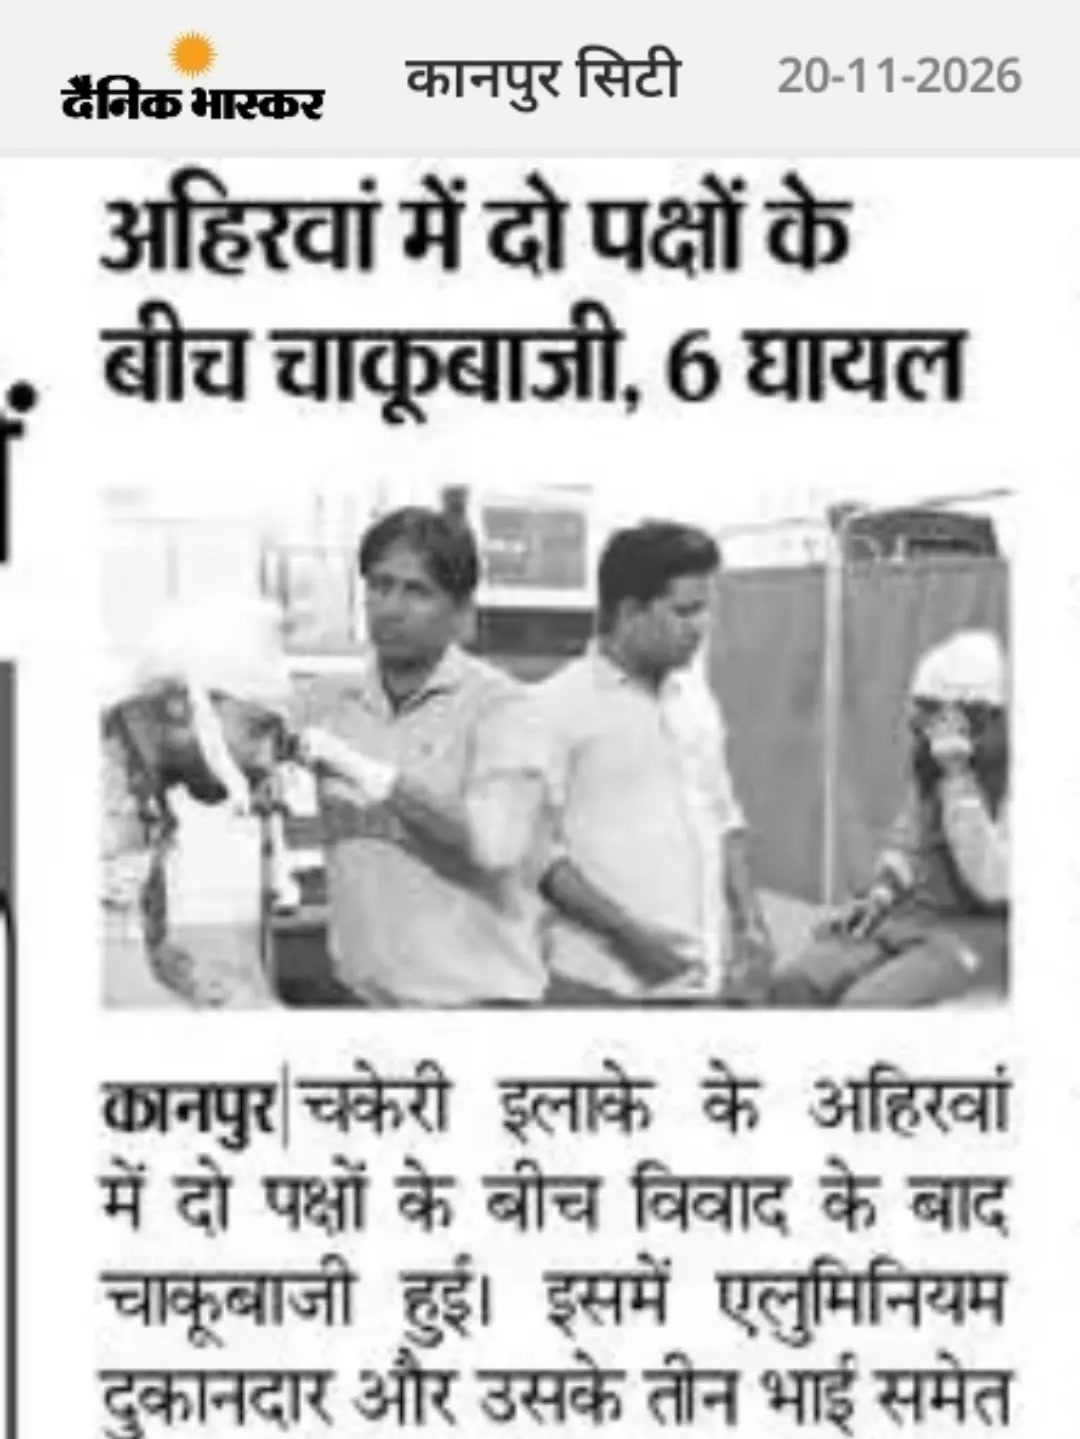 दैनिक भास्कर
कानपुर सिटी
20-11-2026
अहिरवां में दो पक्षों के
बीच चाकूबाजी, 6 घायल
कानपुर|चकेरी इलाके के अहिरवां
में दो पक्षों के बीच विवाद के बाद
चाकूबाजी हुई। इसमें एलुमिनियम
दुकानदार और उसके तीन भाई समेत